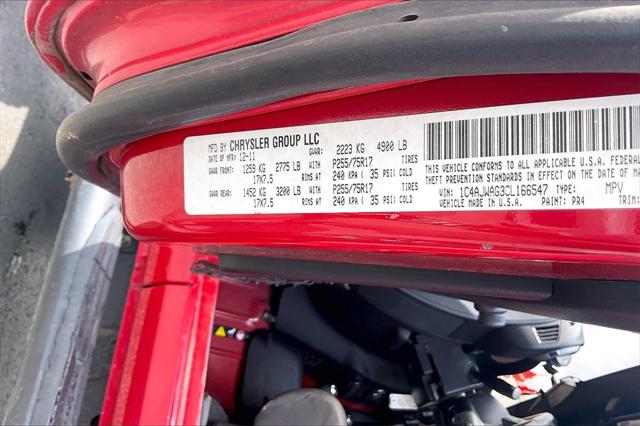 MFD BY CHRYSLER GROUP LLC
DATE OF MFR 12-11 GVWR: 2223 KG 4900 LB
GAWR FRONT: 1259 KG 2775 LB WITH P255/75R17 TIRES
17X7.5 RIMS AT 240 KPA ( 35 PSI) COLD
GAWR REAR: 1452 KG 3200 LB WITH P255/75R17 TIRES
17X7.5 RIMS AT 240 KPA ( 35 PSI) COLD
THIS VEHICLE CONFORMS TO ALL APPLICABLE U.S.A. FEDERAL
THEFT PREVENTION STANDARDS IN EFFECT ON THE DATE OF MA
VIN: 1C4AJWAG3CL166547 TYPE: MPV
VEHICLE MADE IN U.S.A. PAINT: PR4 TRIM: